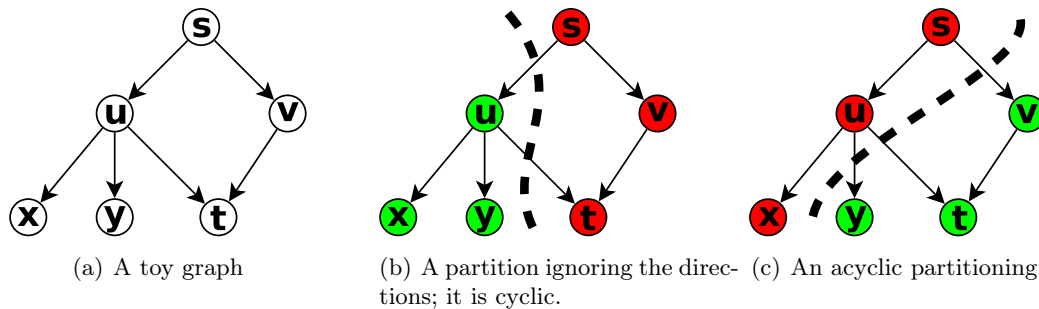 s
u
v
x y t
s
u
v
x y t
s
u
v
x y t
(a) A toy graph
(b) A partition ignoring the direc-
tions; it is cyclic.
(c) An acyclic partitioning